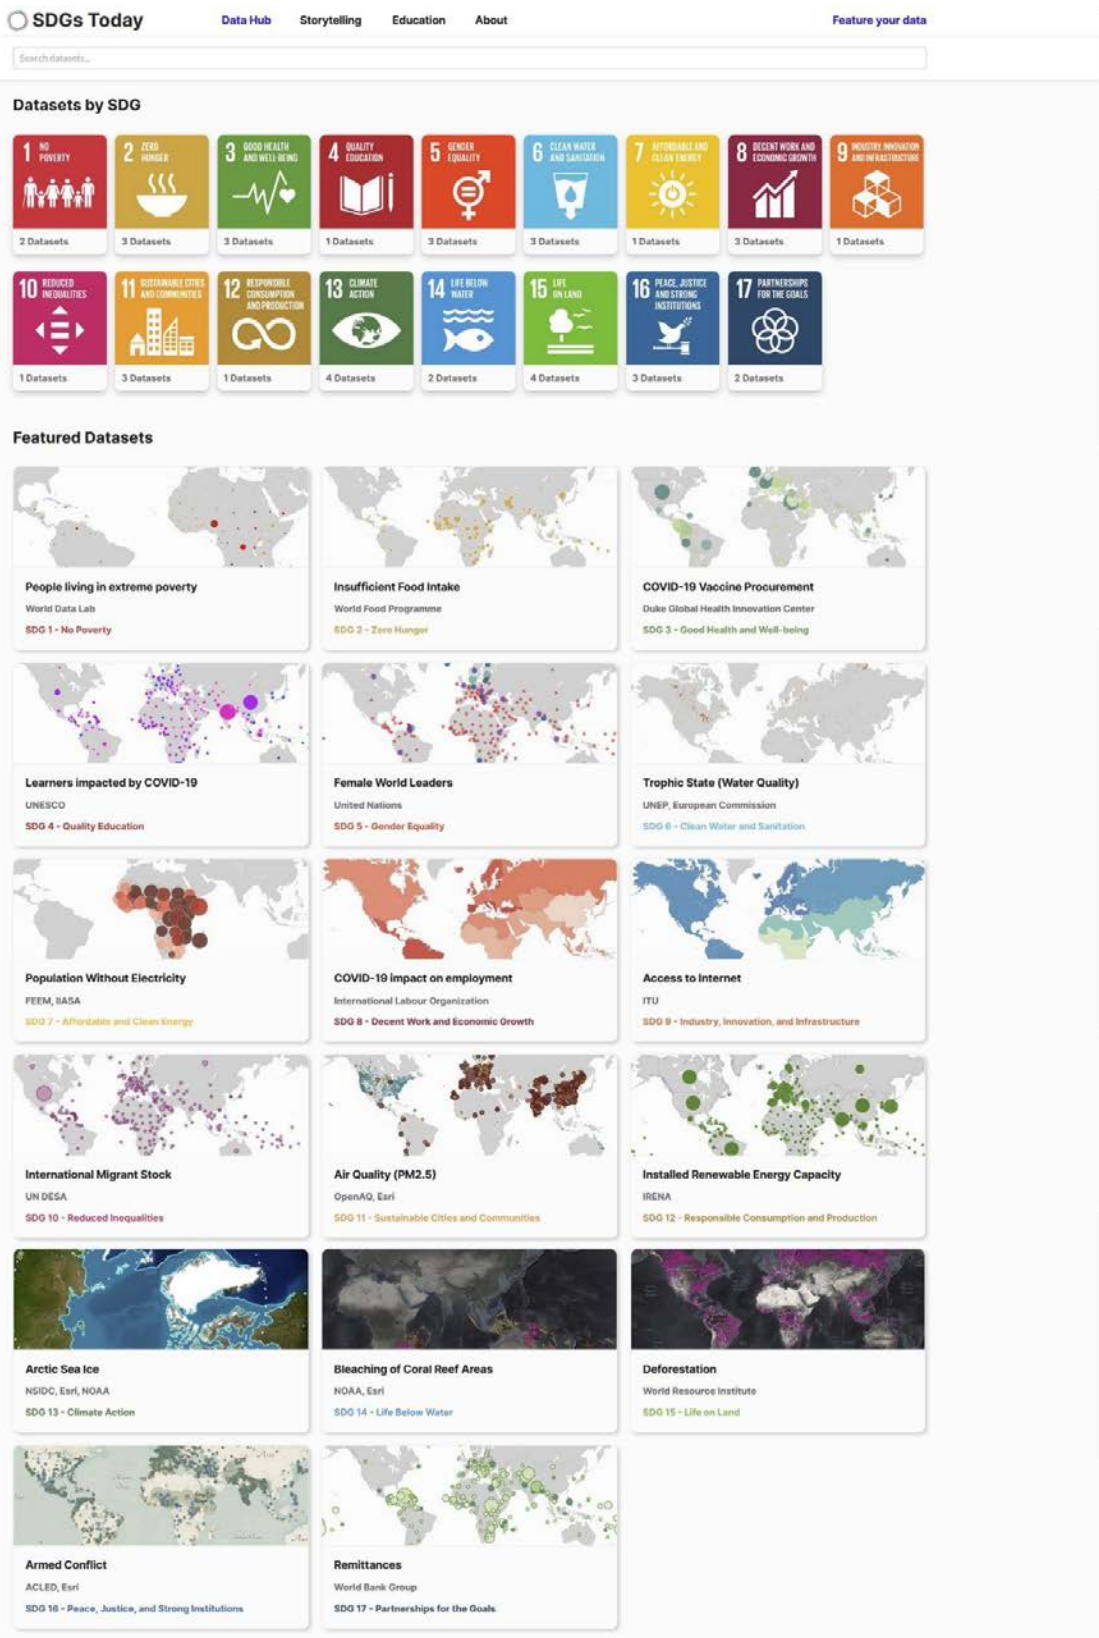 SDGs Today
Data Hub Storytelling Education About Feature your data
Search datasets...
Datasets by SDG
1 NO POVERTY
2 ZERO HUNGER
3 GOOD HEALTH AND WELL-BEING
4 QUALITY EDUCATION
5 GENDER EQUALITY
6 CLEAN WATER AND SANITATION
7 AFFORDABLE AND CLEAN ENERGY
8 DECENT WORK AND ECONOMIC GROWTH
9 INDUSTRY, INNOVATION AND INFRASTRUCTURE
2 Datasets 3 Datasets 3 Datasets 1 Datasets 3 Datasets 3 Datasets 1 Datasets 3 Datasets 1 Datasets
10 REDUCED INEQUALITIES
11 SUSTAINABLE CITIES AND COMMUNITIES
12 RESPONSIBLE CONSUMPTION AND PRODUCTION
13 CLIMATE ACTION
14 LIFE BELOW WATER
15 LIFE ON LAND
16 PEACE, JUSTICE AND STRONG INSTITUTIONS
17 PARTNERSHIPS FOR THE GOALS
1 Datasets 3 Datasets 1 Datasets 4 Datasets 2 Datasets 4 Datasets 3 Datasets 2 Datasets
Featured Datasets
People living in extreme poverty
World Data Lab
SDG 1 - No Poverty
Insufficient Food Intake
World Food Programme
SDG 2 - Zero Hunger
COVID-19 Vaccine Procurement
Duke Global Health Innovation Center
SDG 3 - Good Health and Well-being
Learners impacted by COVID-19
UNESCO
SDG 4 - Quality Education
Female World Leaders
United Nations
SDG 5 - Gender Equality
Trophic State (Water Quality)
UNEP, European Commission
SDG 6 - Clean Water and Sanitation
Population Without Electricity
FEEM, IIASA
SDG 7 - Affordable and Clean Energy
COVID-19 impact on employment
International Labour Organization
SDG 8 - Decent Work and Economic Growth
Access to Internet
ITU
SDG 9 - Industry, Innovation, and Infrastructure
International Migrant Stock
UN DESA
SDG 10 - Reduced Inequalities
Air Quality (PM2.5)
OpenAQ, Esri
SDG 11 - Sustainable Cities and Communities
Installed Renewable Energy Capacity
IRENA
SDG 12 - Responsible Consumption and Production
Arctic Sea Ice
NSIDC, Esri, NOAA
SDG 13 - Climate Action
Bleaching of Coral Reef Areas
NOAA, Esri
SDG 14 - Life Below Water
Deforestation
World Resource Institute
SDG 15 - Life on Land
Armed Conflict
ACLED, Esri
SDG 16 - Peace, Justice, and Strong Institutions
Remittances
World Bank Group
SDG 17 - Partnerships for the Goals